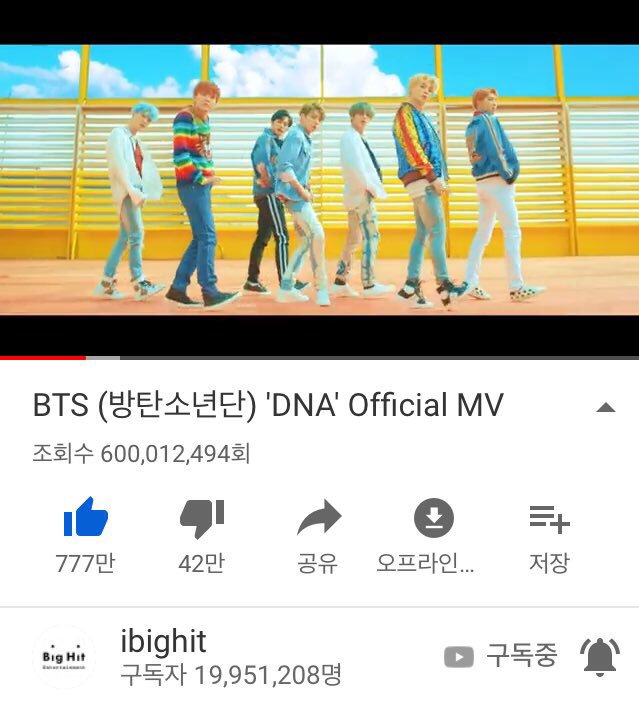 BTS (방탄소년단) 'DNA' Official MV
조회수 600,012,494회
777만
42만
공유
오프라인...
저장
Big Hit
Entertainment
ibighit
구독자 19,951,208명
구독중